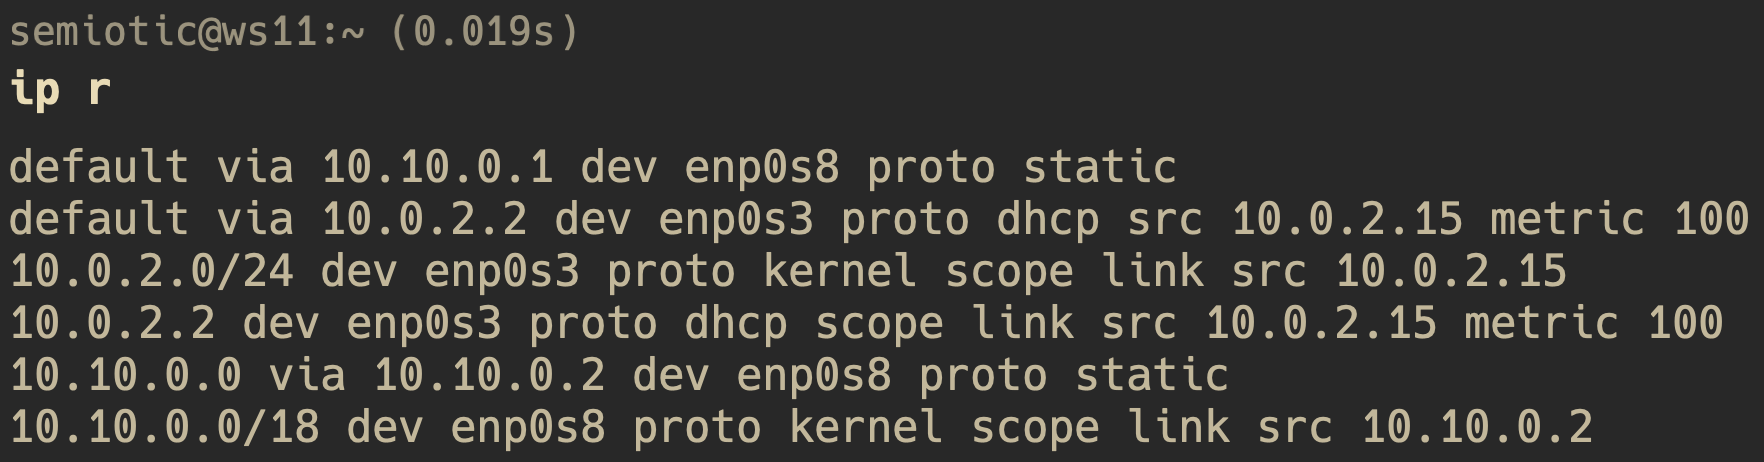 semiotic@ws11:~ (0.019s)
ip r
default via 10.10.0.1 dev enp0s8 proto static
default via 10.0.2.2 dev enp0s3 proto dhcp src 10.0.2.15 metric 100
10.0.2.0/24 dev enp0s3 proto kernel scope link src 10.0.2.15
10.0.2.2 dev enp0s3 proto dhcp scope link src 10.0.2.15 metric 100
10.10.0.0 via 10.10.0.2 dev enp0s8 proto static
10.10.0.0/18 dev enp0s8 proto kernel scope link src 10.10.0.2